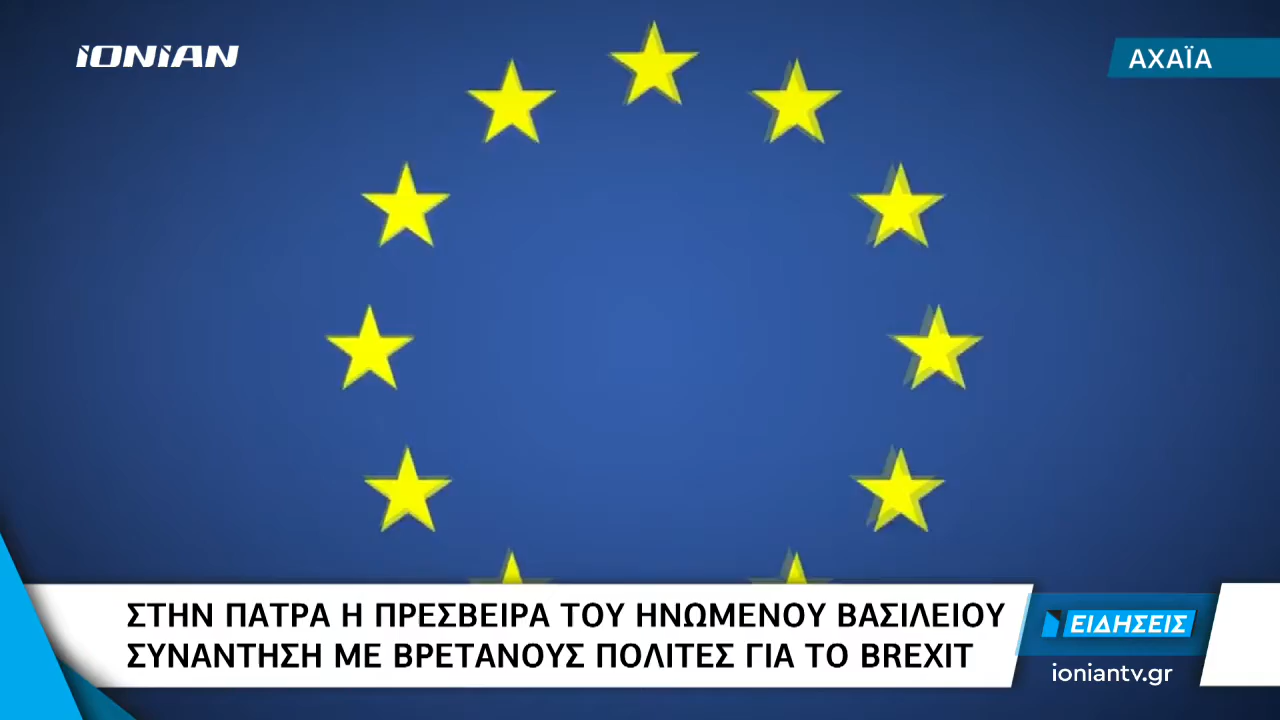 IONIAN
ΑΧΑΪΑ
ΣΤΗΝ ΠΑΤΡΑ Η ΠΡΕΣΒΕΙΡΑ ΤΟΥ ΗΝΩΜΕΝΟΥ ΒΑΣΙΛΕΙΟΥ
ΣΥΝΑΝΤΗΣΗ ΜΕ ΒΡΕΤΑΝΟΥΣ ΠΟΛΙΤΕΣ ΓΙΑ ΤΟ BREXIT
ΕΙΔΗΣΕΙΣ
ioniantv.gr